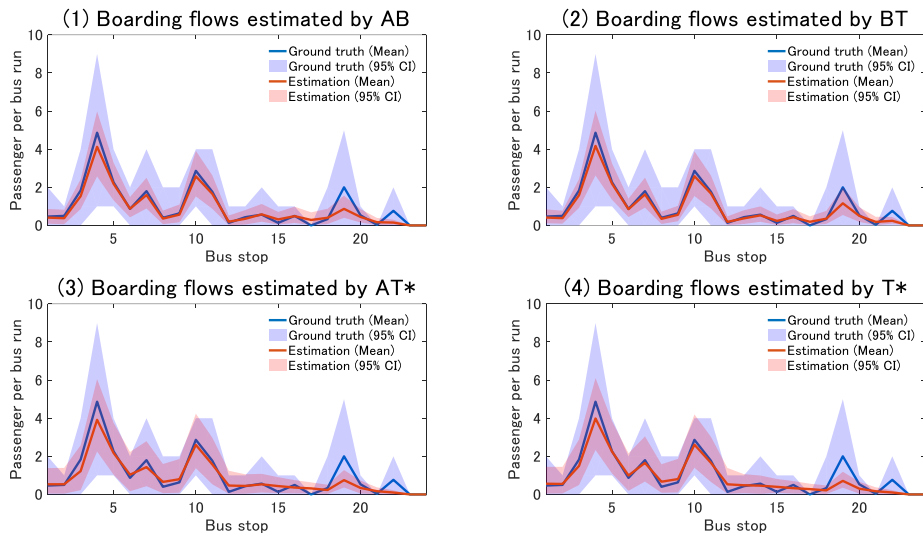 (1) Boarding flows estimated by AB
Passenger per bus run
10
8
6
4
2
0
Ground truth (Mean)
Ground truth (95% CI)
Estimation (Mean)
Estimation (95% CI)
5 10 15 20
Bus stop
(2) Boarding flows estimated by BT
Passenger per bus run
10
8
6
4
2
0
Ground truth (Mean)
Ground truth (95% CI)
Estimation (Mean)
Estimation (95% CI)
5 10 15 20
Bus stop
(3) Boarding flows estimated by AT*
Passenger per bus run
10
8
6
4
2
0
Ground truth (Mean)
Ground truth (95% CI)
Estimation (Mean)
Estimation (95% CI)
5 10 15 20
Bus stop
(4) Boarding flows estimated by T*
Passenger per bus run
10
8
6
4
2
0
Ground truth (Mean)
Ground truth (95% CI)
Estimation (Mean)
Estimation (95% CI)
5 10 15 20
Bus stop